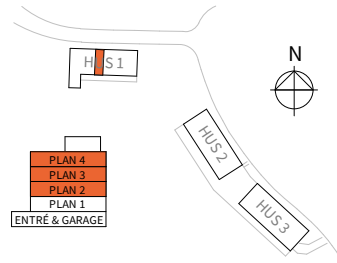 N
HUS 1
HUS 2
HUS 3
PLAN 4
PLAN 3
PLAN 2
PLAN 1
ENTRÉ & GARAGE